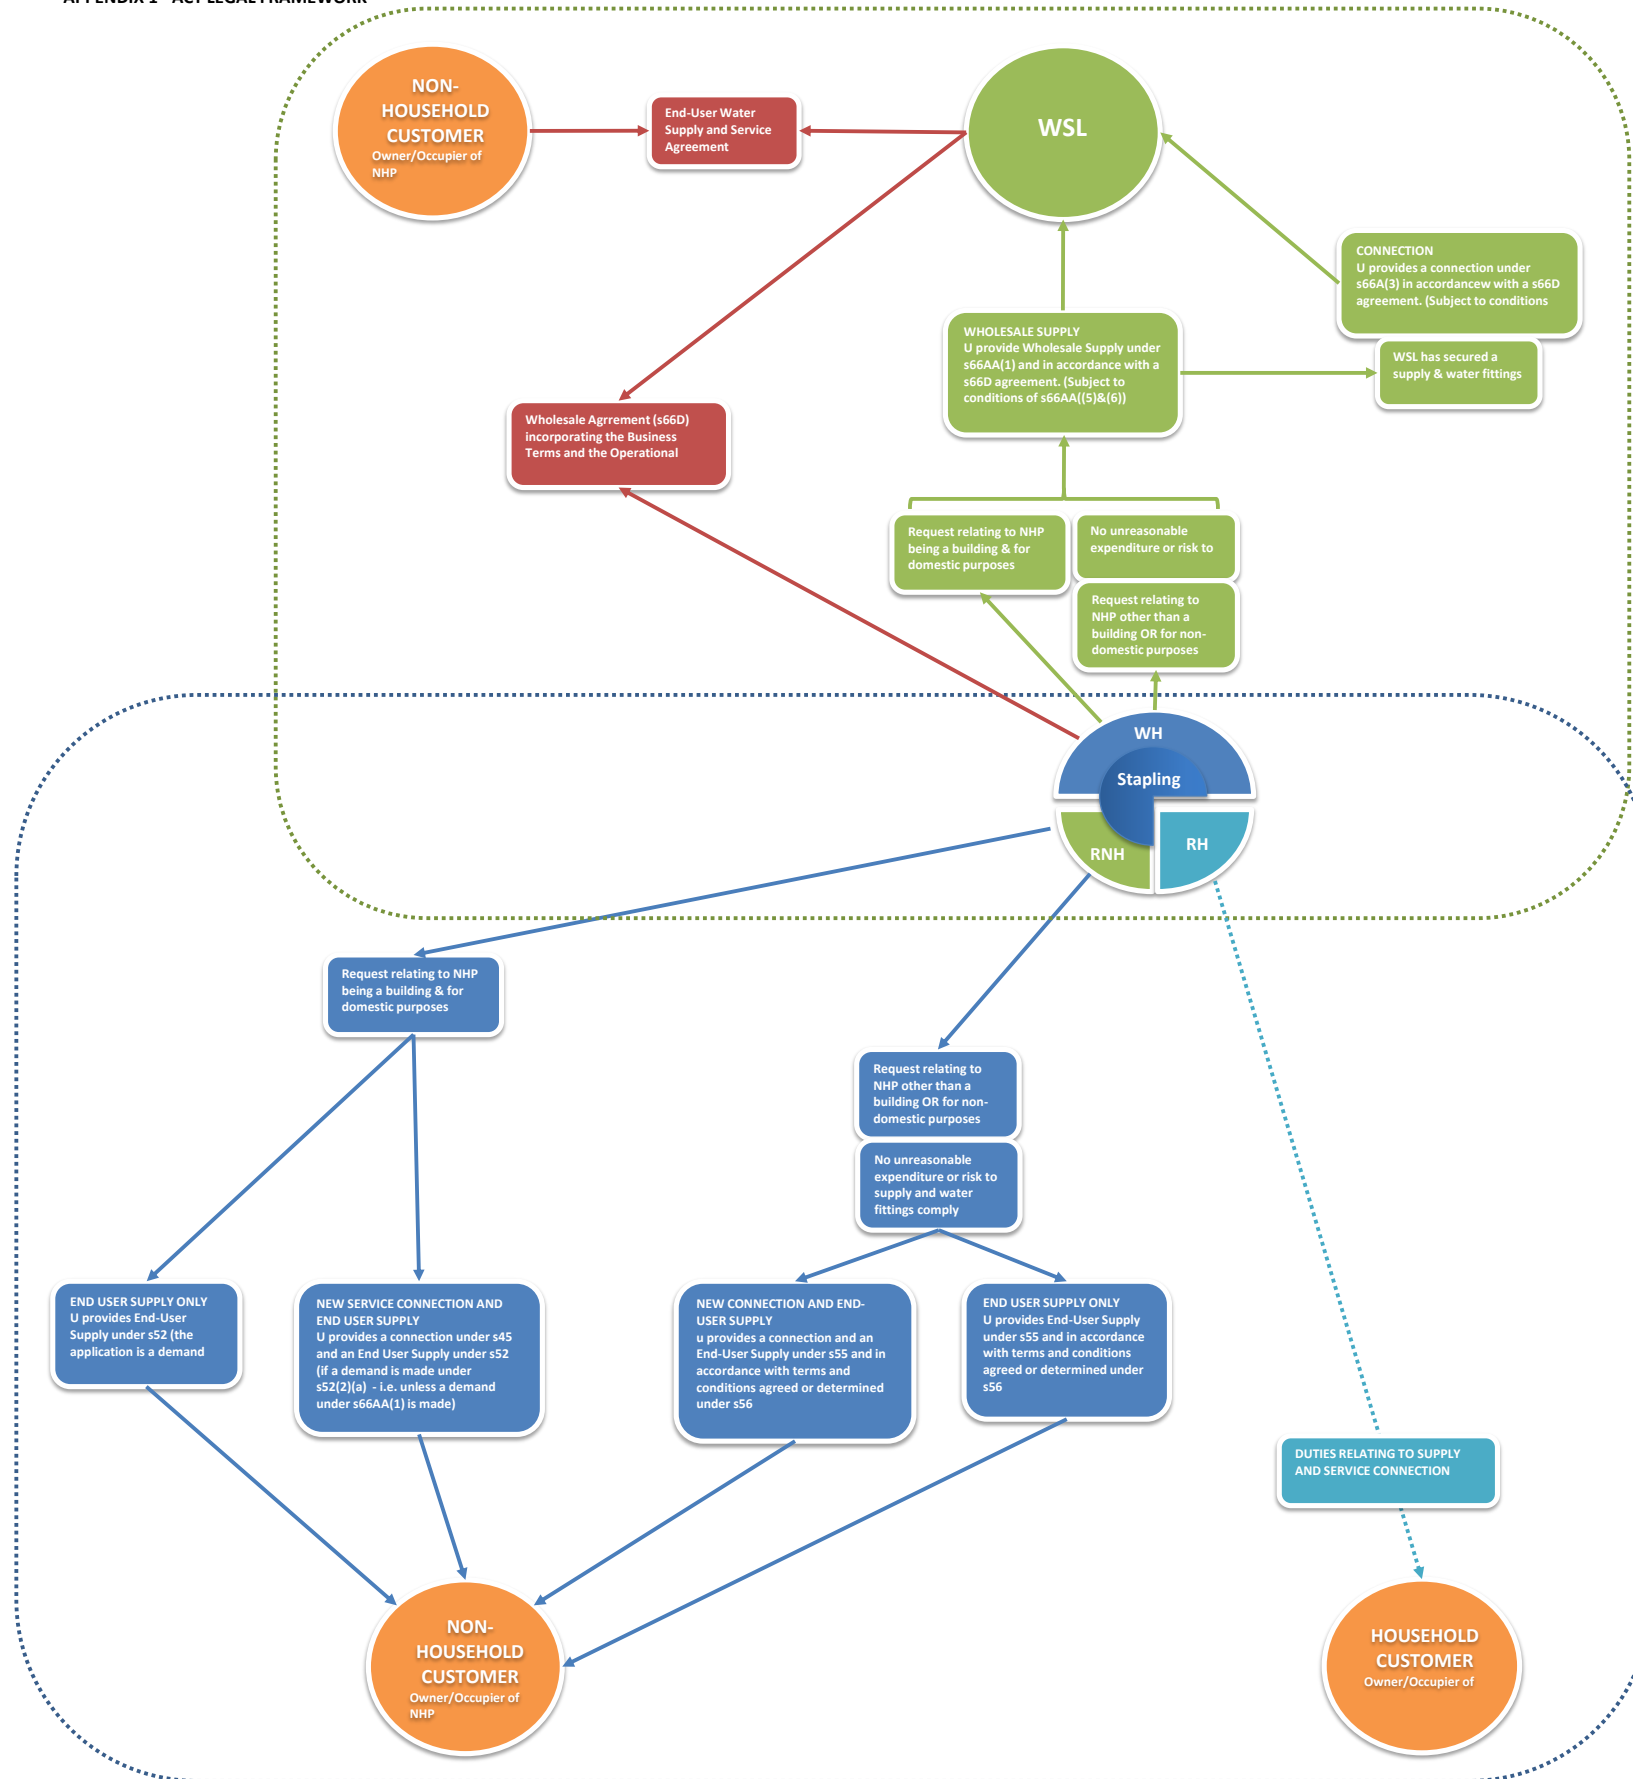 APPENDIX 1 - ACT LEGAL FRAMEWORK
NON-
HOUSEHOLD
CUSTOMER
Owner/Occupier of
NHP
End-User Water
Supply and Service
Agreement
WSL
CONNECTION
U provides a connection under
s66A(3) in accordancew with a s66D
agreement. (Subject to conditions
WHOLESALE SUPPLY
U provide Wholesale Supply under
s66AA(1) and in accordance with a
s66D agreement. (Subject to
conditions of s66AA((5)&(6))
WSL has secured a
supply & water fittings
Wholesale Agrrement (s66D)
incorporating the Business
Terms and the Operational
Request relating to NHP
being a building & for
domestic purposes
No unreasonable
expenditure or risk to
Request relating to
NHP other than a
building OR for non-
domestic purposes
WH
Stapling
RNH
RH
Request relating to NHP
being a building & for
domestic purposes
Request relating to
NHP other than a
building OR for non-
domestic purposes
No unreasonable
expenditure or risk to
supply and water
fittings comply
END USER SUPPLY ONLY
U provides End-User
Supply under s52 (the
application is a demand
NEW SERVICE CONNECTION AND
END USER SUPPLY
U provides a connection under s45
and an End User Supply under s52
(if a demand is made under
s52(2)(a)  - i.e. unless a demand
under s66AA(1) is made)
NEW CONNECTION AND END-
USER SUPPLY
u provides a connection and an
End-User Supply under s55 and in
accordance with terms and
conditions agreed or determined
under s56
END USER SUPPLY ONLY
U provides End-User Supply
under s55 and in accordance
with terms and conditions
agreed or determined under
s56
DUTIES RELATING TO SUPPLY
AND SERVICE CONNECTION
NON-
HOUSEHOLD
CUSTOMER
Owner/Occupier of
NHP
HOUSEHOLD
CUSTOMER
Owner/Occupier of